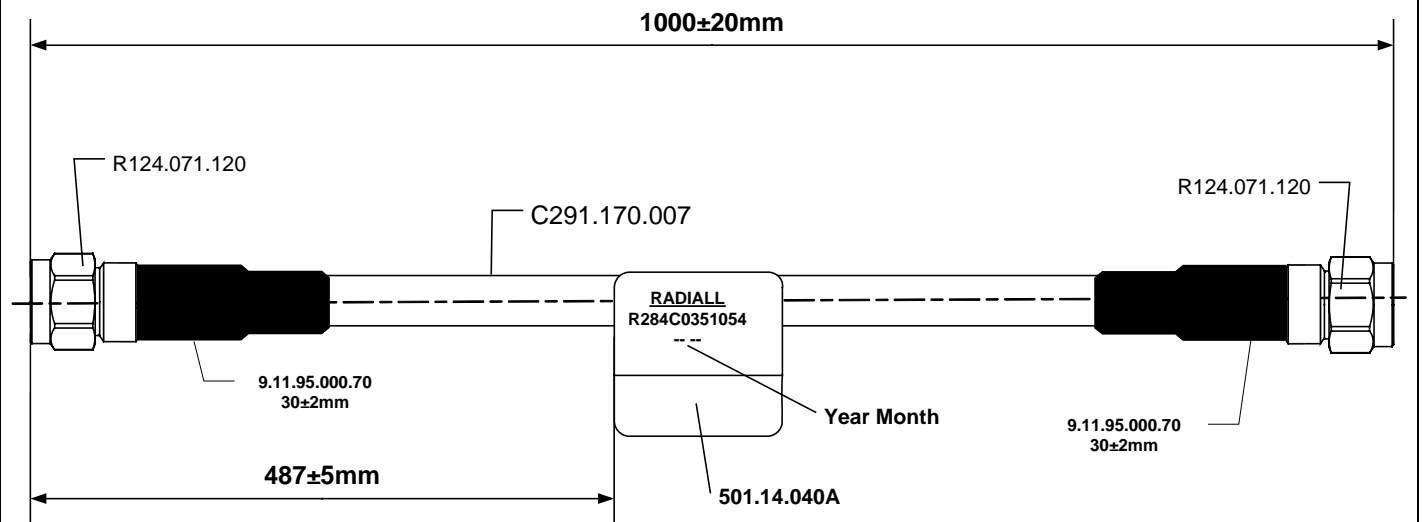 1000±20mm
R124.071.120
R124.071.120
C291.170.007
RADIALL
R284C0351054
-- --
9.11.95.000.70
30±2mm
Year Month
9.11.95.000.70
30±2mm
487±5mm
501.14.040A